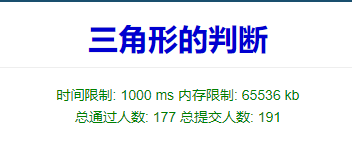 三角形的判断
时间限制: 1000 ms 内存限制: 65536 kb
总通过人数: 177 总提交人数: 191